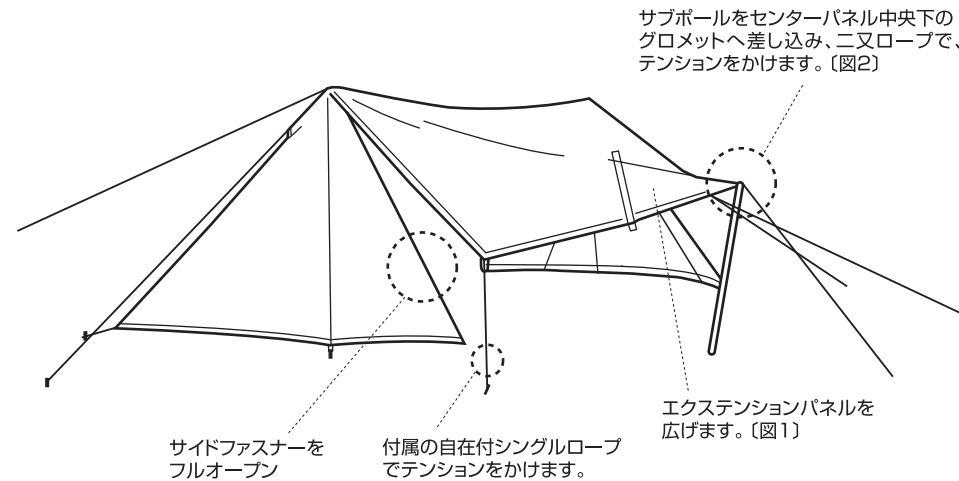 サブポールをセンターパネル中央下の
グロメットへ差し込み、二又ロープで、
テンションをかけます。〔図2〕
エクステンションパネルを
広げます。〔図1〕
サイドファスナーを
フルオープン
付属の自在付シングルロープ
でテンションをかけます。